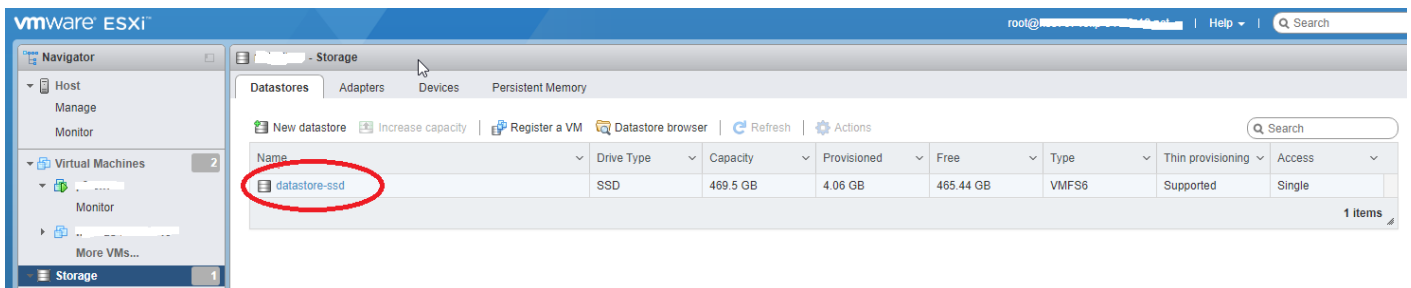 vmware ESXi™
root@
Help
Search
Navigator
- Storage
Host
Manage
Monitor
Virtual Machines 2
Monitor
More VMs...
Storage 1
Datastores Adapters Devices Persistent Memory
New datastore Increase capacity Register a VM Datastore browser Refresh Actions Search
Name Drive Type Capacity Provisioned Free Type Thin provisioning Access
datastore-ssd SSD 469.5 GB 4.06 GB 465.44 GB VMFS6 Supported Single
1 items